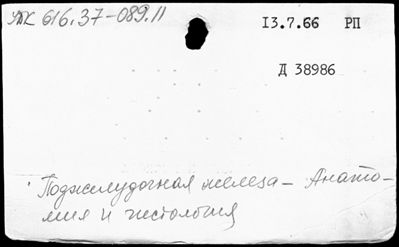 УДК 616.37-089.11
13.7.66 РП
Д 38986
Поджелудочная железа – Анато-
мия и гистология